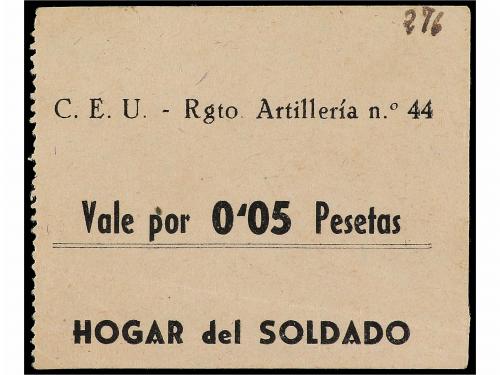 276
C. E. U. - Rgto. Artillería n.º 44
Vale por 0'05 Pesetas
HOGAR del SOLDADO